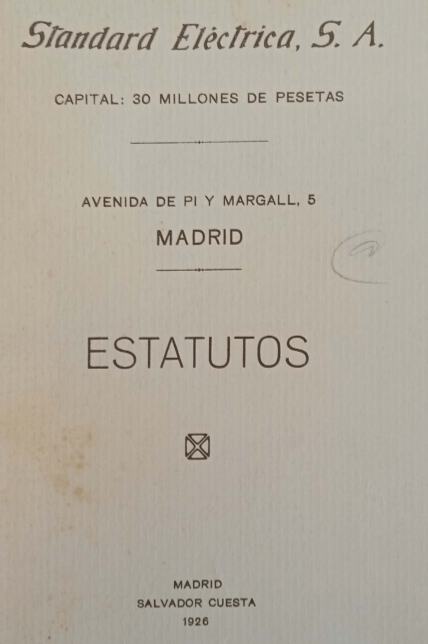 Standard Eléctrica, S. A.
CAPITAL: 30 MILLONES DE PESETAS
AVENIDA DE PI Y MARGALL, 5
MADRID
ESTATUTOS
MADRID
SALVADOR CUESTA
1926